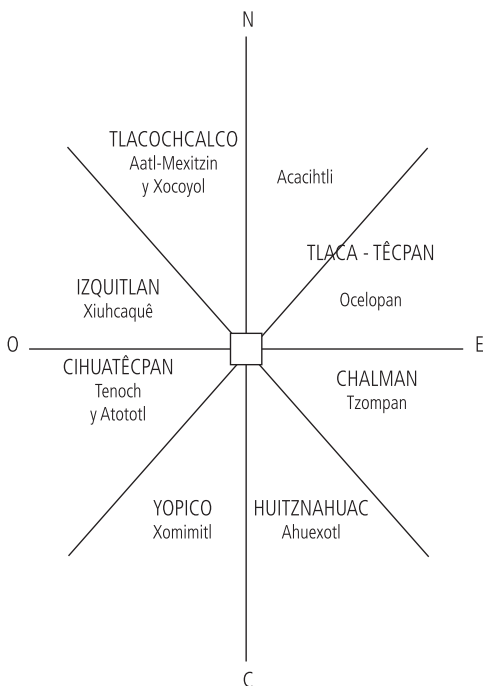 N
TLACOCHCALCO
Aatl-Mexitzin
y Xocoyol
Acacihtli
TLACA - TÊCPAN
Ocelopan
IZQUITLAN
Xiuhcaquê
O
E
CIHUATÊCPAN
Tenoch
y Atototl
CHALMAN
Tzompan
YOPICO
Xomimitl
HUITZNAHUAC
Ahuexotl
C